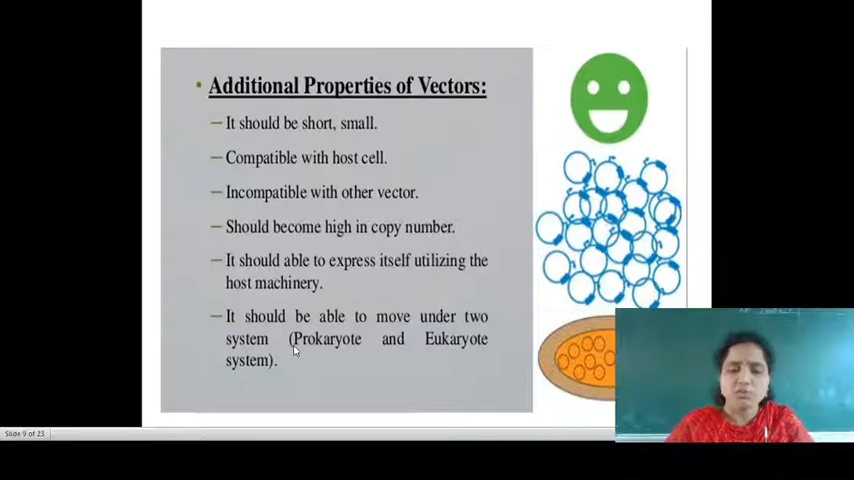 • Additional Properties of Vectors:
– It should be short, small.
– Compatible with host cell.
– Incompatible with other vector.
– Should become high in copy number.
– It should able to express itself utilizing the
host machinery.
– It should be able to move under two
system (Prokaryote and Eukaryote
system).
Slide 9 of 23